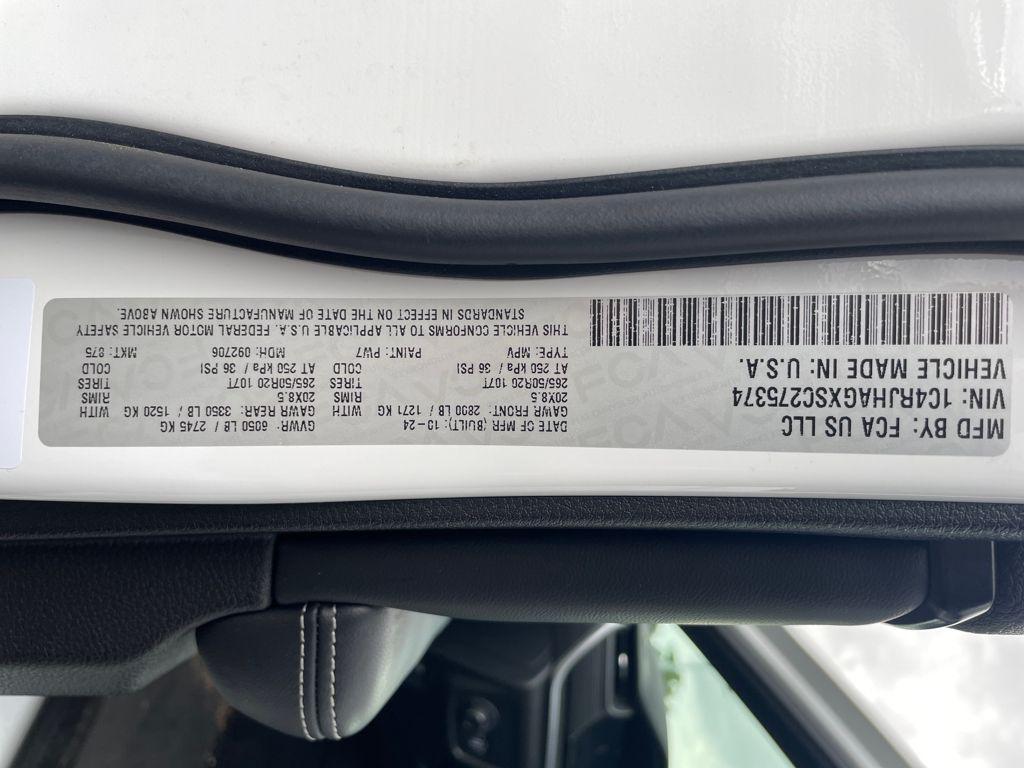 MFD BY: FCA US LLC
VIN: 1C4RJHAGXSC275374
VEHICLE MADE IN: U.S.A.
DATE OF MFR (BUILT): 10-24
GVWR: 6050 LB / 2745 KG
GAWR FRONT: 2800 LB / 1271 KG WITH
GAWR REAR: 3350 LB / 1520 KG WITH
20X8.5 RIMS
20X8.5 RIMS
265/50R20 107T TIRES
265/50R20 107T TIRES
AT 250 kPa / 36 PSI COLD
AT 250 kPa / 36 PSI COLD
TYPE: MPV PAINT: PW7 MDH: 092706 MKT: 875
THIS VEHICLE CONFORMS TO ALL APPLICABLE U.S.A. FEDERAL MOTOR VEHICLE SAFETY
STANDARDS IN EFFECT ON THE DATE OF MANUFACTURE SHOWN ABOVE.